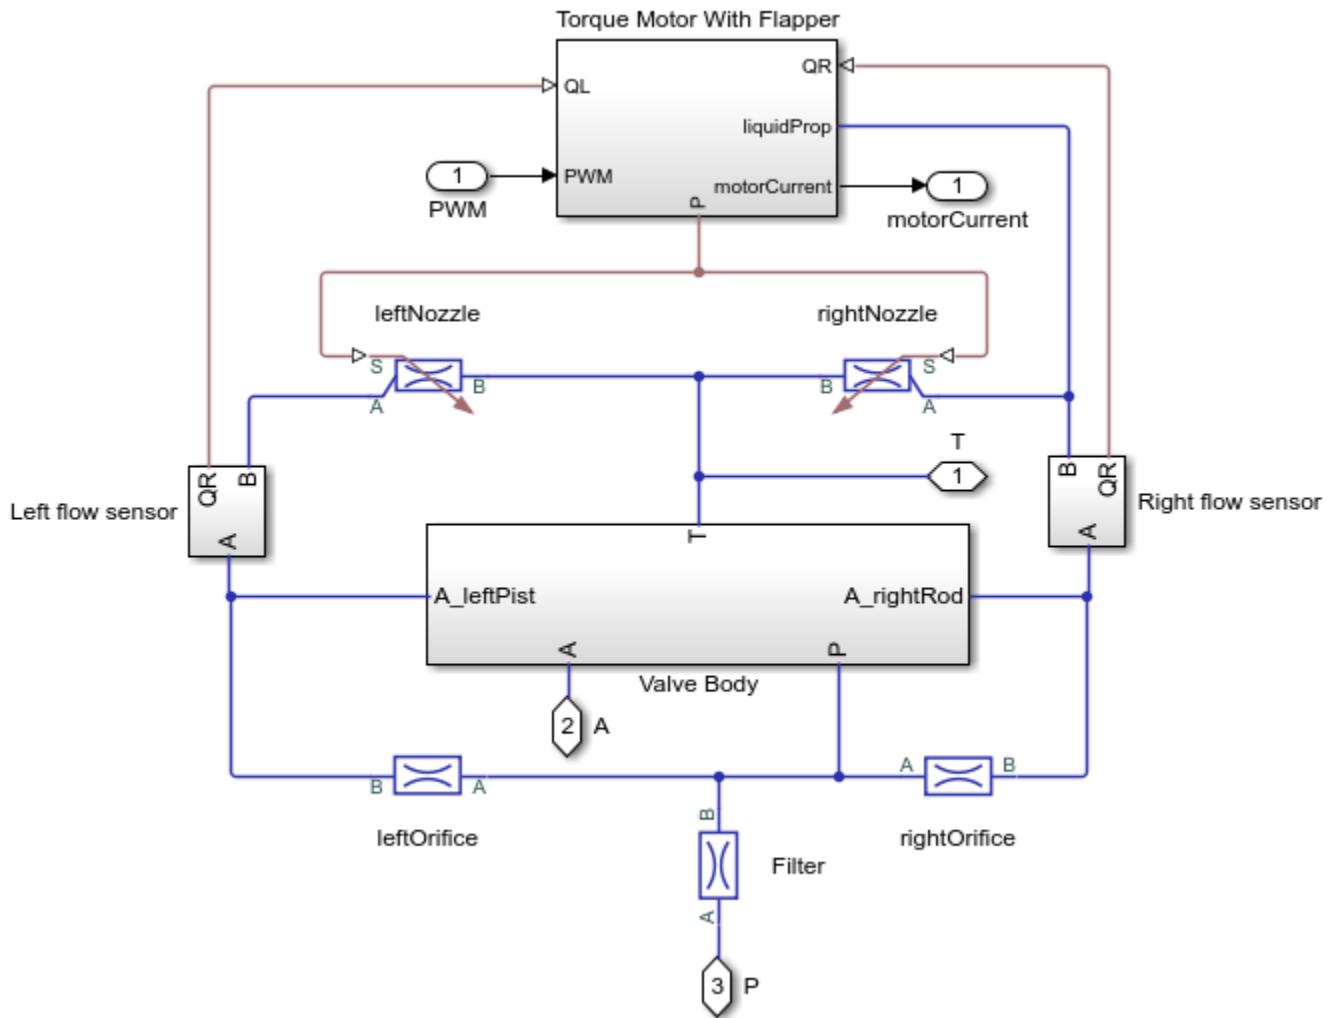 Torque Motor With Flapper
QR
QL
liquidProp
1
PWM
PWM
motorCurrent
1
motorCurrent
P
leftNozzle
rightNozzle
S
B
A
B
S
A
T
1
QR
B
A
Left flow sensor
B
QR
A
Right flow sensor
T
A_leftPist
A_rightRod
A
P
Valve Body
2
A
B
A
leftOrifice
A
B
rightOrifice
B
Filter
A
3
P